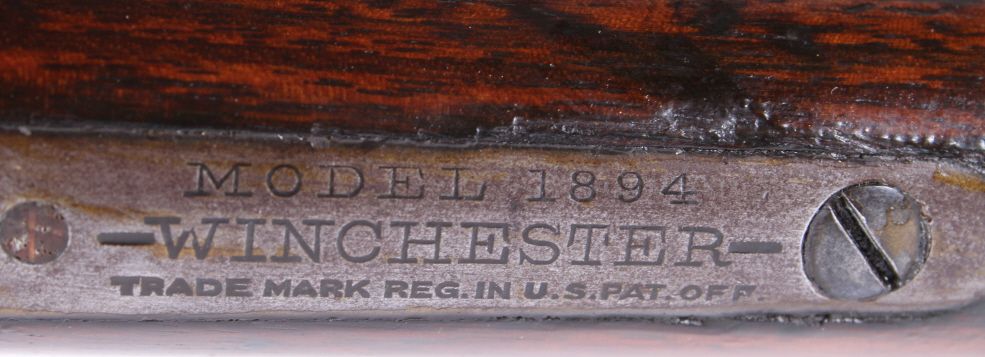 MODEL 1894
–WINCHESTER–
TRADE MARK REG. IN U.S. PAT. OFF.